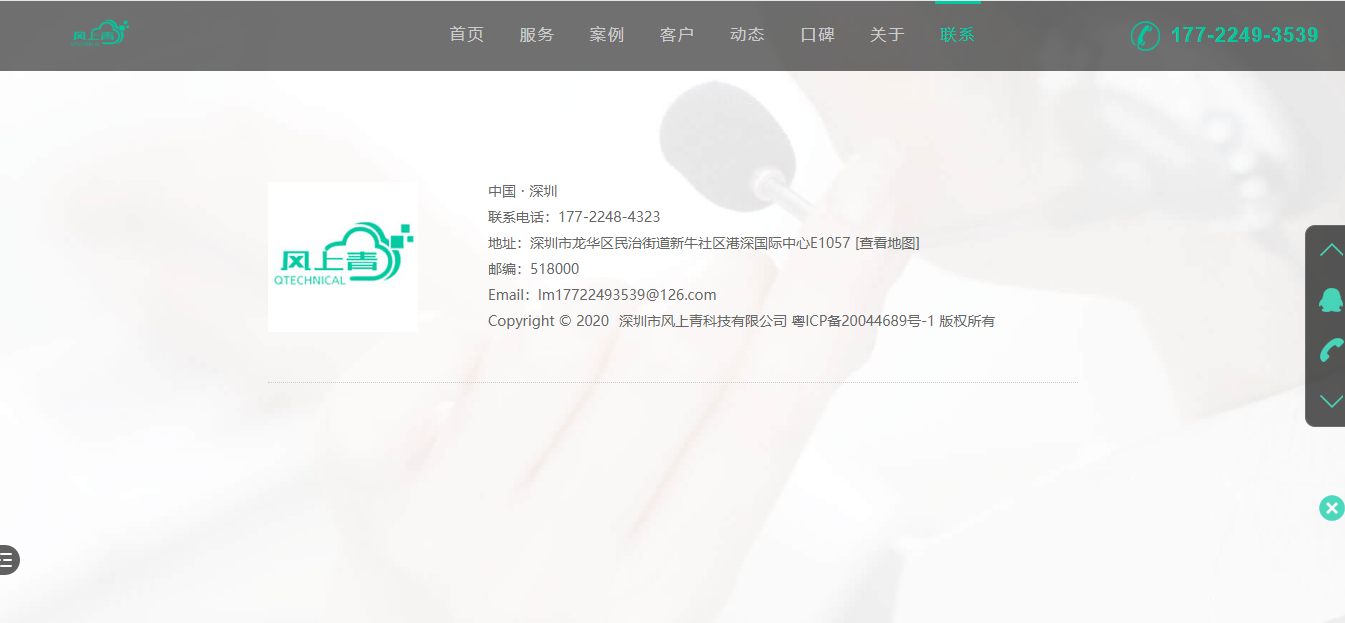 风上青
首页 服务 案例 客户 动态 口碑 关于 联系
177-2249-3539
风上青
QTECHNICAL
中国 · 深圳
联系电话：177-2248-4323
地址：深圳市龙华区民治街道新牛社区港深国际中心E1057 [查看地图]
邮编：518000
Email：lm17722493539@126.com
Copyright © 2020 深圳市风上青科技有限公司 粤ICP备20044689号-1 版权所有